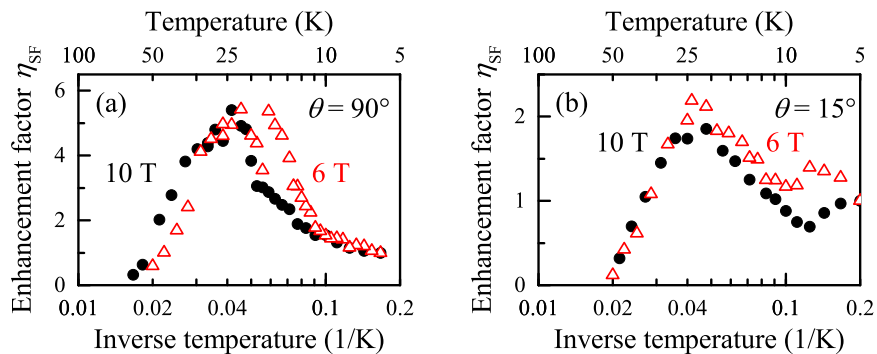 Temperature (K)
100 50 25 10 5
Enhancement factor ηSF
6
4
2
0
(a)
θ = 90°
10 T
6 T
0.01 0.02 0.04 0.1 0.2
Inverse temperature (1/K)
Temperature (K)
100 50 25 10 5
Enhancement factor ηSF
2
1
0
(b)
θ = 15°
10 T
6 T
0.01 0.02 0.04 0.1 0.2
Inverse temperature (1/K)